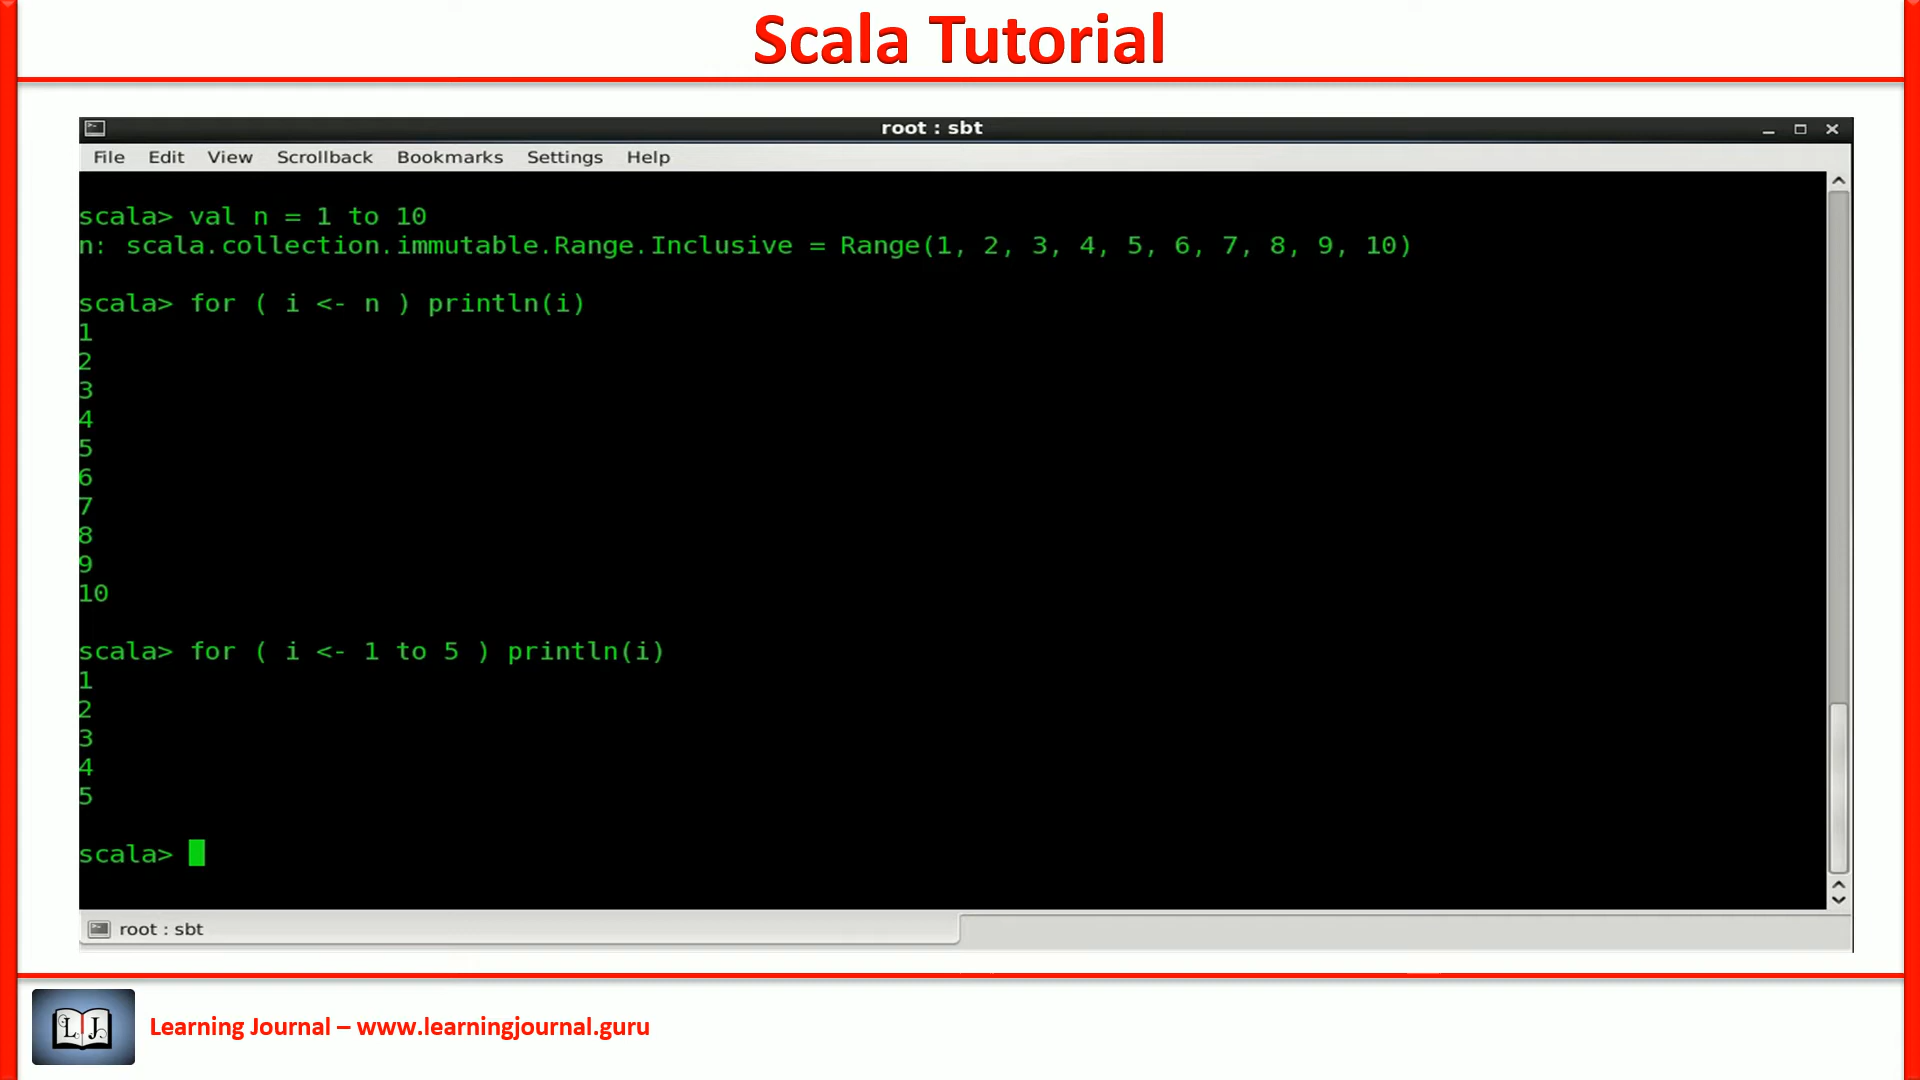 Scala Tutorial
root : sbt
File Edit View Scrollback Bookmarks Settings Help
scala> val n = 1 to 10
n: scala.collection.immutable.Range.Inclusive = Range(1, 2, 3, 4, 5, 6, 7, 8, 9, 10)
scala> for ( i <- n ) println(i)
1
2
3
4
5
6
7
8
9
10
scala> for ( i <- 1 to 5 ) println(i)
1
2
3
4
5
scala>
root : sbt
L J
Learning Journal – www.learningjournal.guru